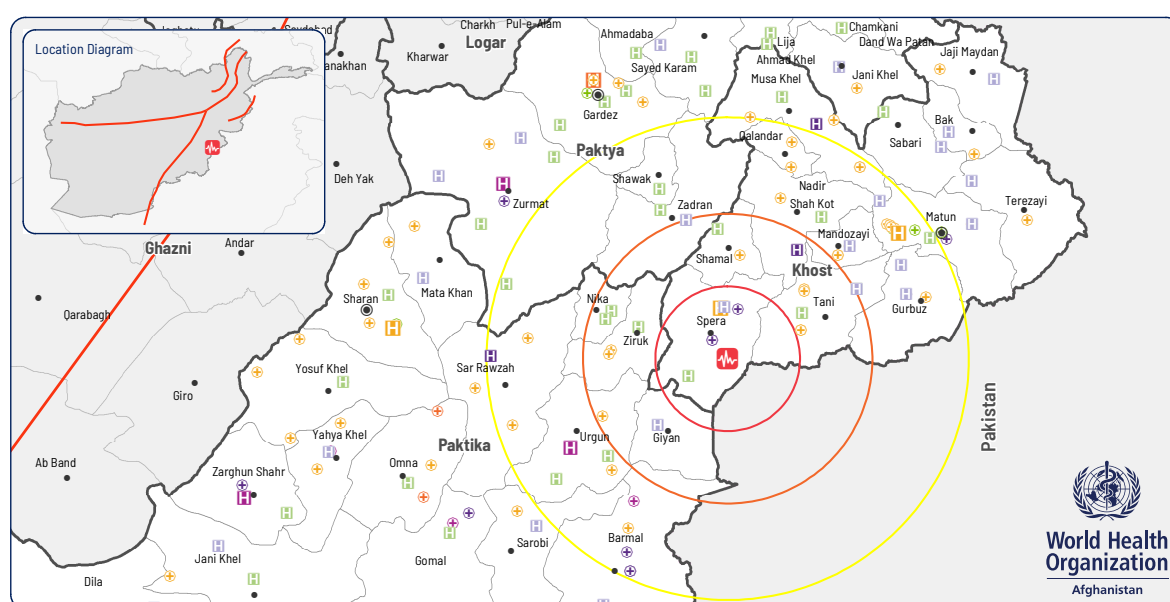 Location Diagram
Charkh
Pul-e-Alam
Logar
Kharwar
Ahmadaba
Sayed Karam
Lija
Ahmad Khel
Chamkani
Dand Wa Patan
Jaji Maydan
Musa Khel
Jani Khel
Gardez
Bak
Sabari
Qalandar
Paktya
Deh Yak
Shawak
Nadir
Shah Kot
Zurmat
Zadran
Terezayi
Matun
Mandozayi
Ghazni
Andar
Shamal
Khost
Mata Khan
Sharan
Nika
Tani
Gurbuz
Qarabagh
Spera
Ziruk
Sar Rawzah
Yosuf Khel
Giro
Pakistan
Yahya Khel
Paktika
Urgun
Giyan
Ab Band
Zarghun Shahr
Omna
Barmal
Sarobi
Gomal
Jani Khel
Dila
World Health
Organization
Afghanistan